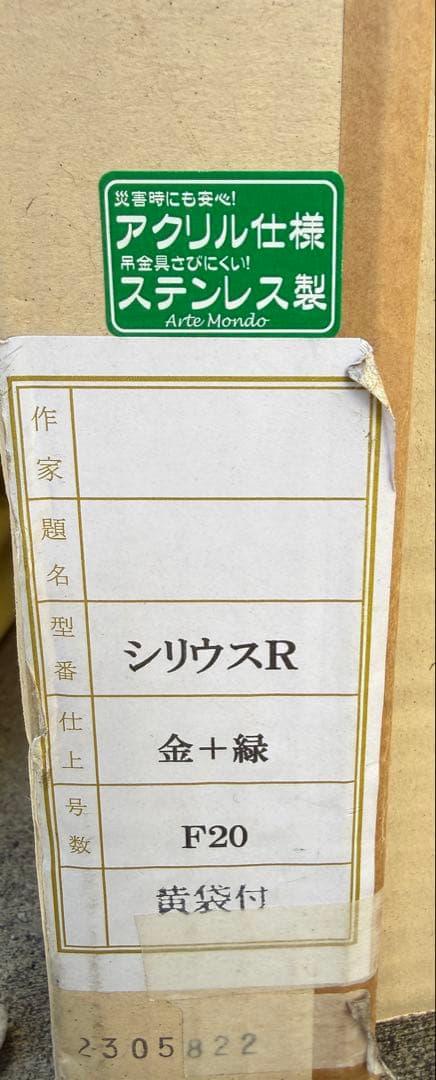 災害時にも安心!
アクリル仕様
吊金具さびにくい!
ステンレス製
Arte Mondo
作家
題名
型番 シリウスR
仕上 金+緑
号数 F20
黄袋付
2305822